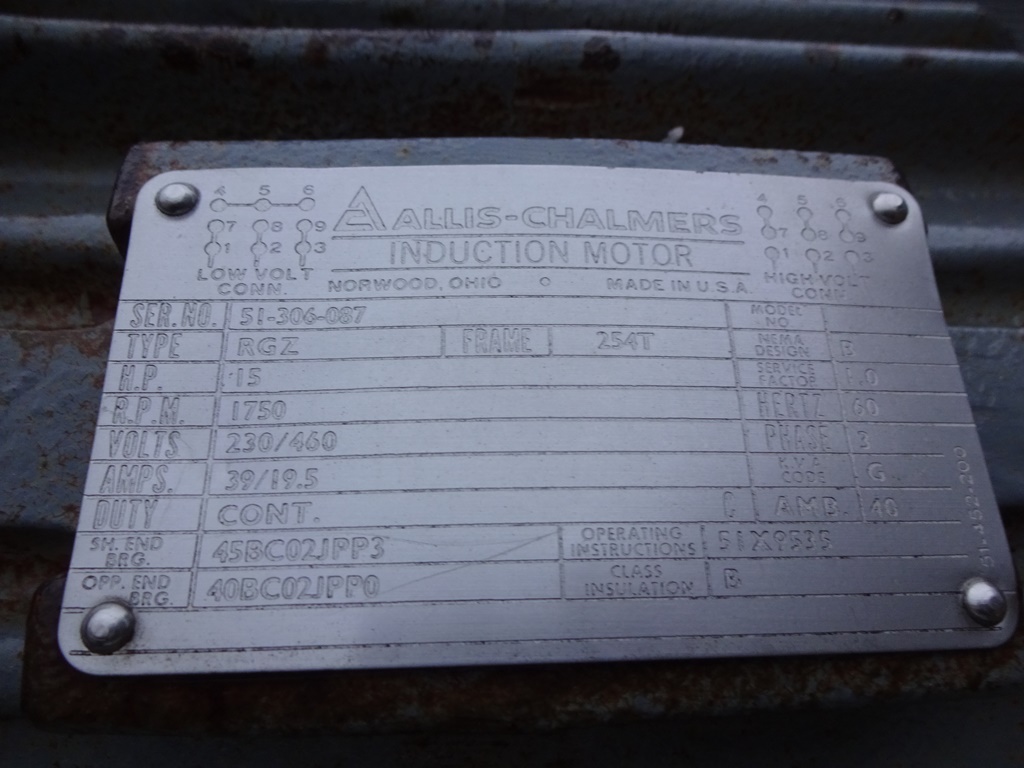 4 5 6
7 8 9
1 2 3
LOW VOLT
CONN.
ALLIS-CHALMERS
INDUCTION MOTOR
NORWOOD, OHIO MADE IN U.S.A.
4 5 6
7 8 9
1 2 3
HIGH VOLT
CONN.
SER. NO. 51-306-087 MODEL NO.
TYPE RGZ FRAME 254T NEMA DESIGN B
H.P. 15 SERVICE FACTOR 1.0
R.P.M. 1750 HERTZ 60
VOLTS 230/460 PHASE 3
AMPS. 39/19.5 K.V.A. CODE G
DUTY CONT. C AMB. 40
SH. END BRG. 45BC02JPP3 OPERATING INSTRUCTIONS 51X9535
OPP. END BRG. 40BC02JPP0 CLASS INSULATION B